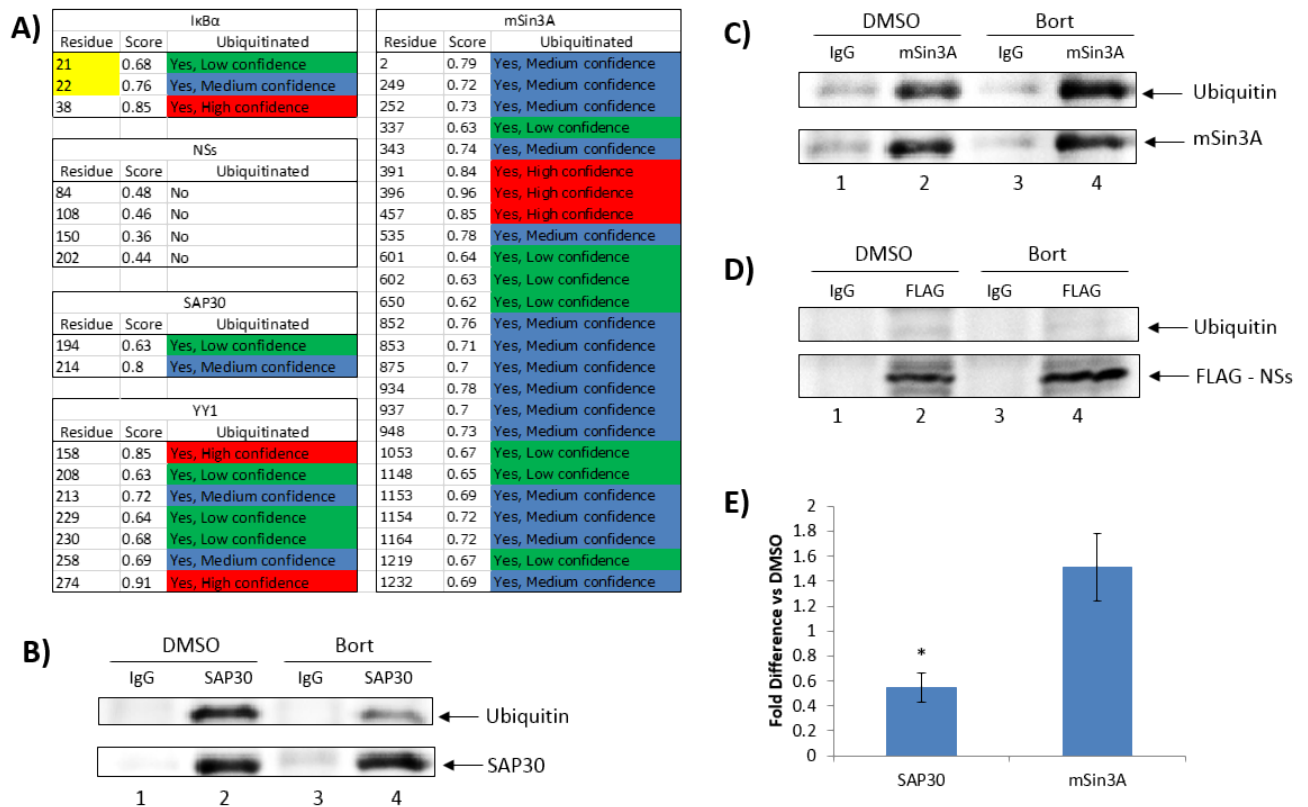 A)
IκBα
Residue Score Ubiquitinated
21 0.68 Yes, Low confidence
22 0.76 Yes, Medium confidence
38 0.85 Yes, High confidence
NSs
Residue Score Ubiquitinated
84 0.48 No
108 0.46 No
150 0.36 No
202 0.44 No
SAP30
Residue Score Ubiquitinated
194 0.63 Yes, Low confidence
214 0.8 Yes, Medium confidence
YY1
Residue Score Ubiquitinated
158 0.85 Yes, High confidence
208 0.63 Yes, Low confidence
213 0.72 Yes, Medium confidence
229 0.64 Yes, Low confidence
230 0.68 Yes, Low confidence
258 0.69 Yes, Medium confidence
274 0.91 Yes, High confidence
mSin3A
Residue Score Ubiquitinated
2 0.79 Yes, Medium confidence
249 0.72 Yes, Medium confidence
252 0.73 Yes, Medium confidence
337 0.63 Yes, Low confidence
343 0.74 Yes, Medium confidence
391 0.84 Yes, High confidence
396 0.96 Yes, High confidence
457 0.85 Yes, High confidence
535 0.78 Yes, Medium confidence
601 0.64 Yes, Low confidence
602 0.63 Yes, Low confidence
650 0.62 Yes, Low confidence
852 0.76 Yes, Medium confidence
853 0.71 Yes, Medium confidence
875 0.7 Yes, Medium confidence
934 0.78 Yes, Medium confidence
937 0.7 Yes, Medium confidence
948 0.73 Yes, Medium confidence
1053 0.67 Yes, Low confidence
1148 0.65 Yes, Low confidence
1153 0.69 Yes, Medium confidence
1154 0.72 Yes, Medium confidence
1164 0.72 Yes, Medium confidence
1219 0.67 Yes, Low confidence
1232 0.69 Yes, Medium confidence
B)
DMSO Bort
IgG SAP30 IgG SAP30
Ubiquitin
SAP30
1 2 3 4
C)
DMSO Bort
IgG mSin3A IgG mSin3A
Ubiquitin
mSin3A
1 2 3 4
D)
DMSO Bort
IgG FLAG IgG FLAG
Ubiquitin
FLAG - NSs
1 2 3 4
E)
Fold Difference vs DMSO
2
1.8
1.6
1.4
1.2
1
0.8
0.6
0.4
0.2
0
*
SAP30 mSin3A